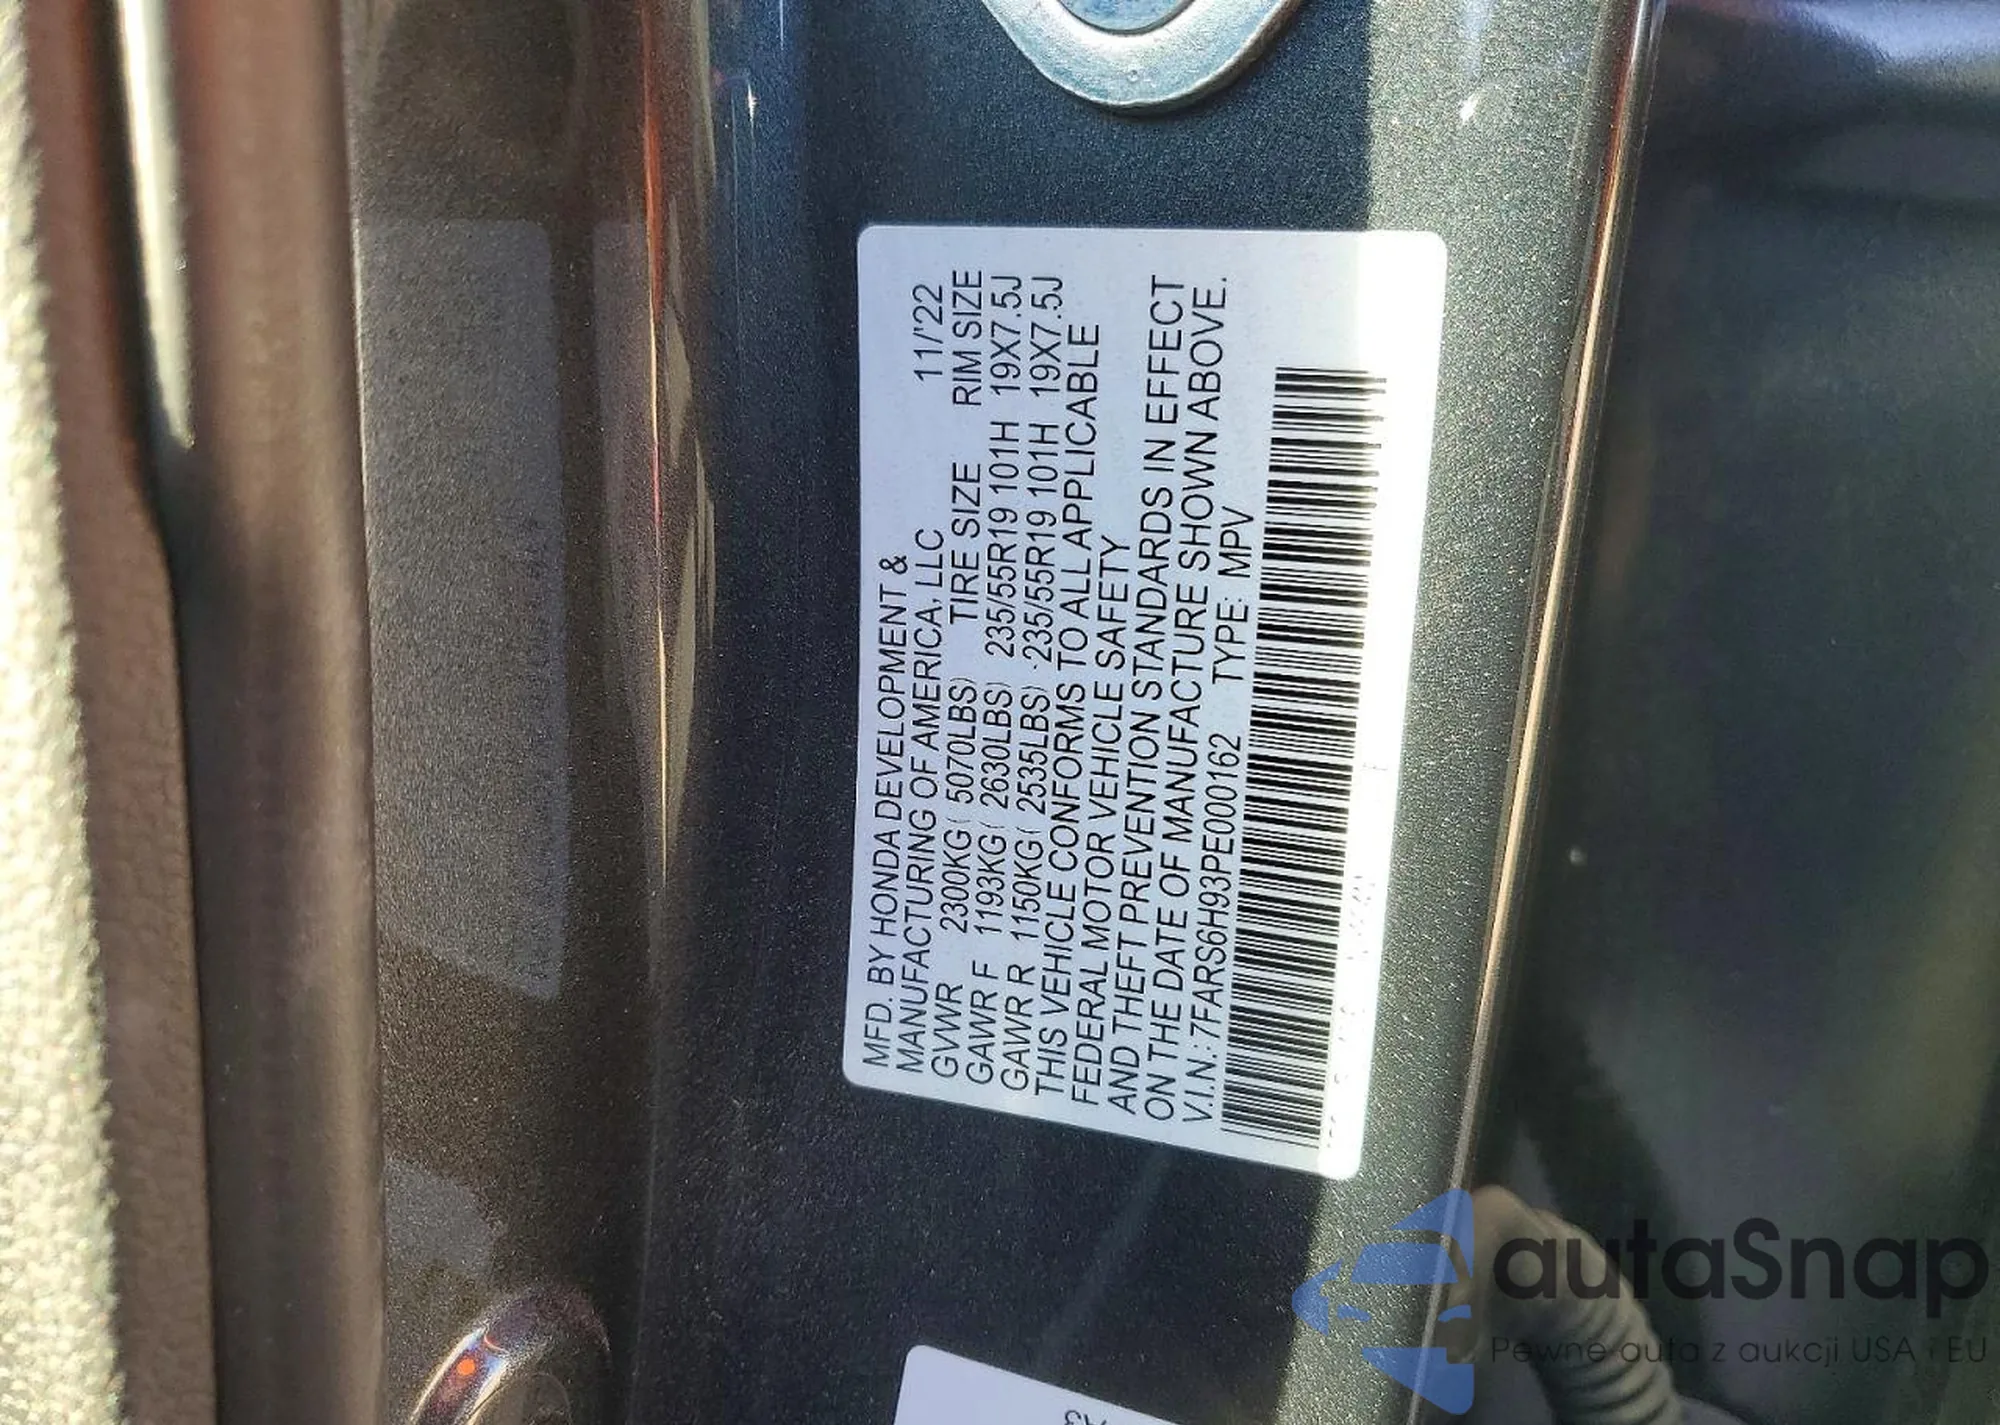 MFD. BY HONDA DEVELOPMENT &
MANUFACTURING OF AMERICA, LLC 11/'22
GVWR 2300KG( 5070LBS) TIRE SIZE RIM SIZE
GAWR F 1193KG( 2630LBS) 235/55R19 101H 19X7.5J
GAWR R 1150KG( 2535LBS) 235/55R19 101H 19X7.5J
THIS VEHICLE CONFORMS TO ALL APPLICABLE
FEDERAL MOTOR VEHICLE SAFETY
AND THEFT PREVENTION STANDARDS IN EFFECT
ON THE DATE OF MANUFACTURE SHOWN ABOVE.
V.I.N.:7FARS6H93PE000162 TYPE: MPV
autaSnap
Pewne auta z aukcji USA i EU